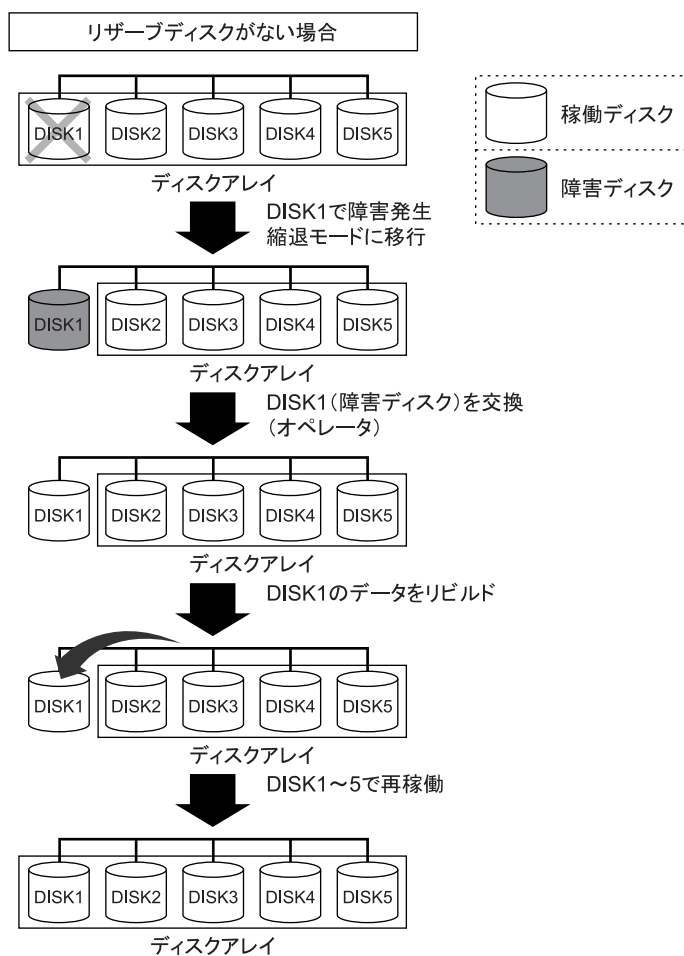 リザーブディスクがない場合
DISK1 DISK2 DISK3 DISK4 DISK5
ディスクアレイ
稼働ディスク
障害ディスク
DISK1で障害発生
縮退モードに移行
DISK1 DISK2 DISK3 DISK4 DISK5
ディスクアレイ
DISK1（障害ディスク）を交換
（オペレータ）
DISK1 DISK2 DISK3 DISK4 DISK5
ディスクアレイ
DISK1のデータをリビルド
DISK1 DISK2 DISK3 DISK4 DISK5
ディスクアレイ
DISK1～5で再稼働
DISK1 DISK2 DISK3 DISK4 DISK5
ディスクアレイ